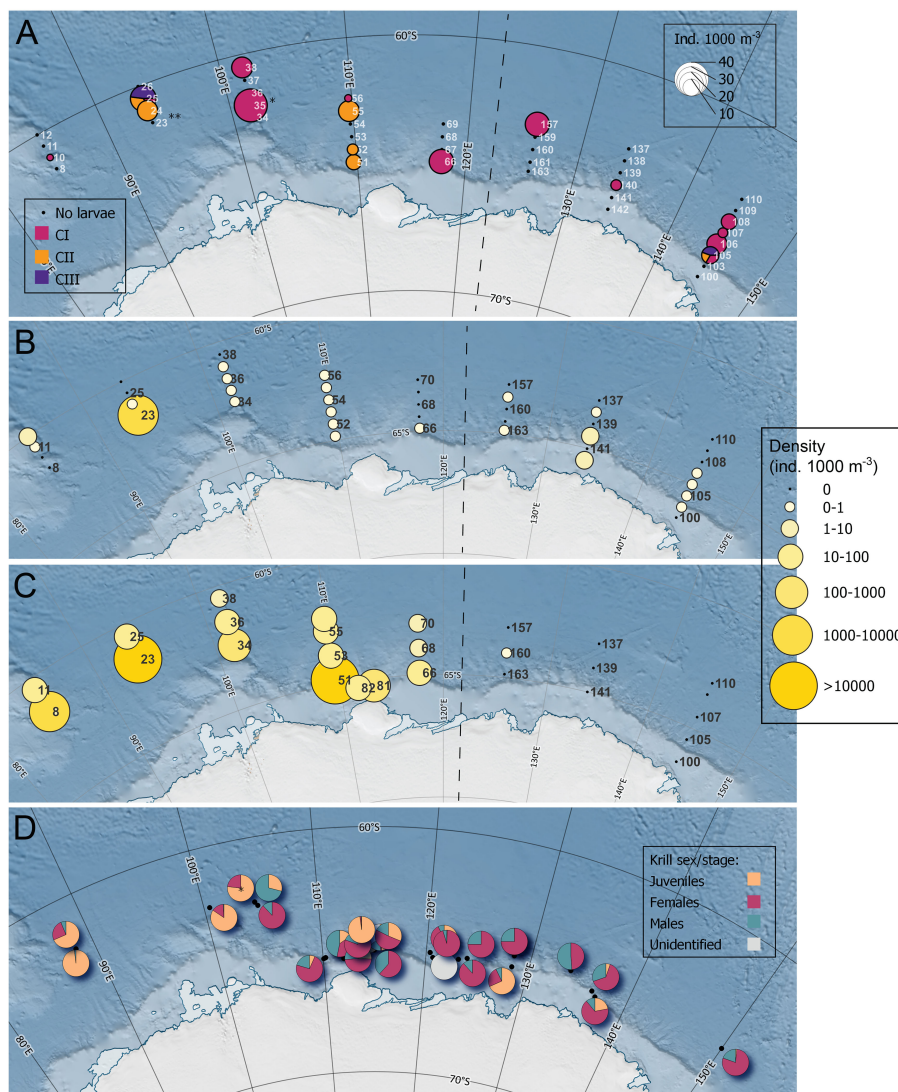 A
60°S
Ind. 1000 m⁻³
40
30
20
10
100°E
110°E
120°E
90°E
130°E
140°E
150°E
70°S
38
37
36
35
34
*
26
25
24
23
**
12
11
10
8
56
55
54
53
52
51
69
68
67
66
157
159
160
161
163
137
138
139
140
141
142
110
109
108
107
106
105
103
100
No larvae
CI
CII
CIII
B
60°S
110°E
38
36
34
25
23
11
8
56
54
52
70
68
66
65°S
157
160
163
137
139
141
110
108
105
100
80°E
90°E
100°E
120°E
130°E
140°E
150°E
Density
(ind. 1000 m⁻³)
0
0-1
1-10
10-100
100-1000
1000-10000
>10000
C
60°S
110°E
38
36
34
25
23
11
8
55
53
51
82
81
70
68
66
65°S
157
160
163
137
139
141
110
107
105
100
80°E
90°E
100°E
120°E
130°E
140°E
150°E
D
60°S
100°E
110°E
120°E
90°E
80°E
130°E
140°E
150°E
70°S
*
Krill sex/stage:
Juveniles
Females
Males
Unidentified